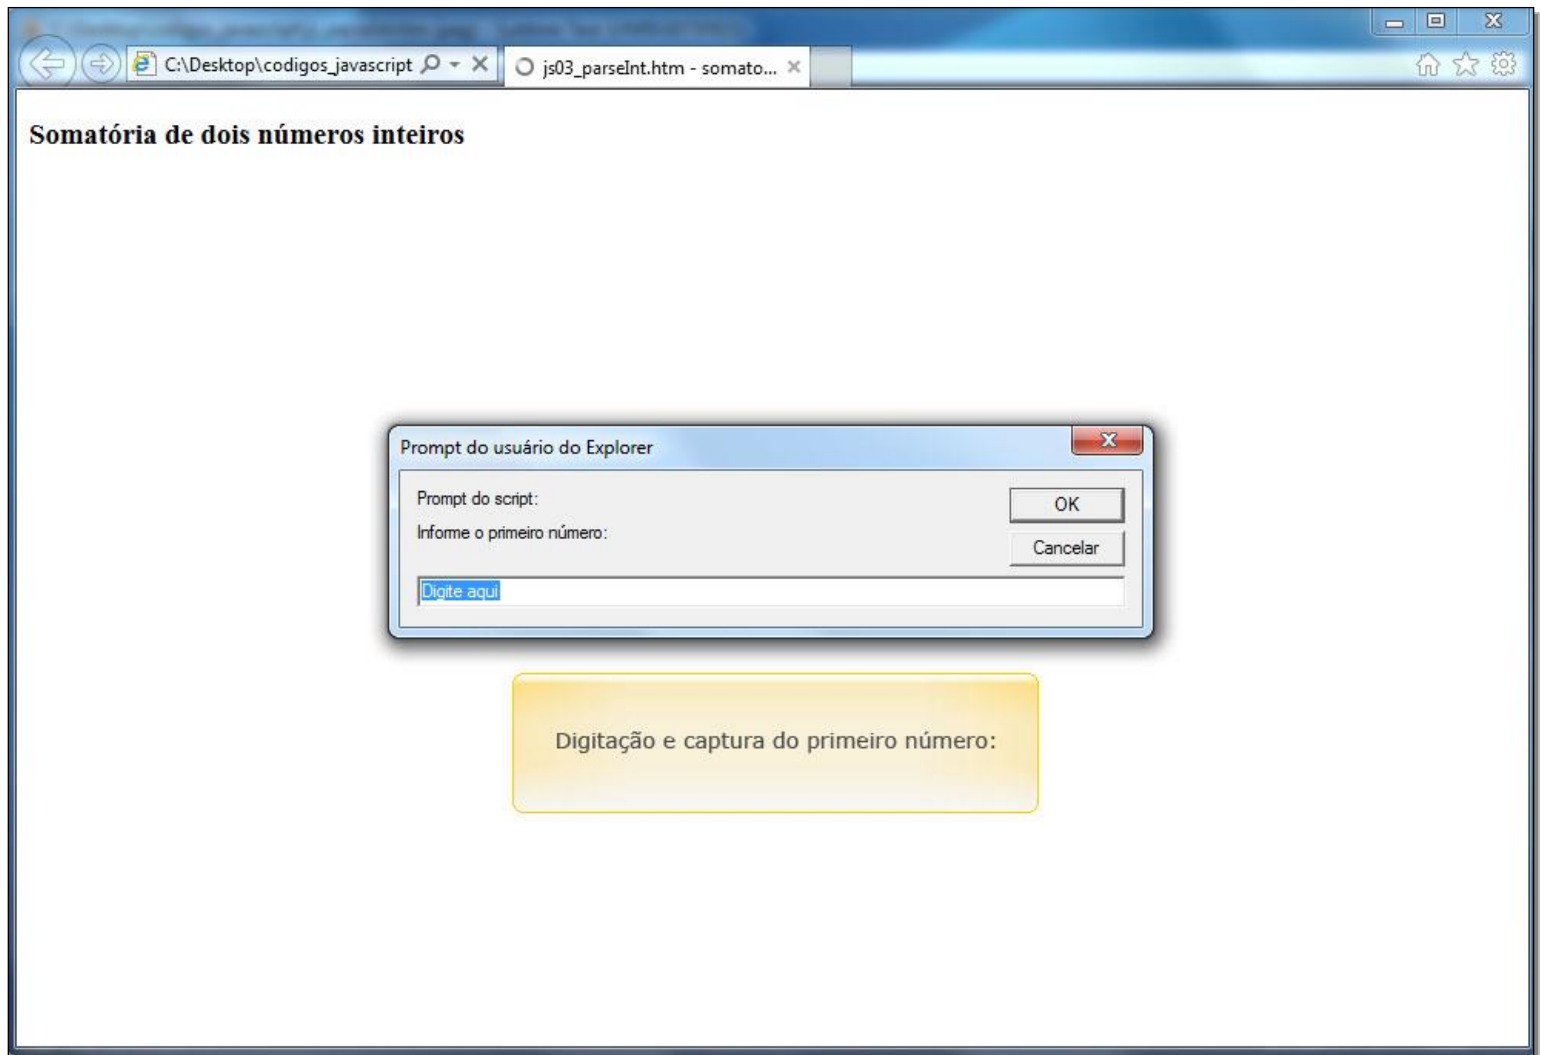 C:\Desktop\codigos_javascript
js03_parseInt.htm - somato...
Somatória de dois números inteiros
Prompt do usuário do Explorer
Prompt do script:
OK
Informe o primeiro número:
Cancelar
Digite aqui
Digitação e captura do primeiro número: